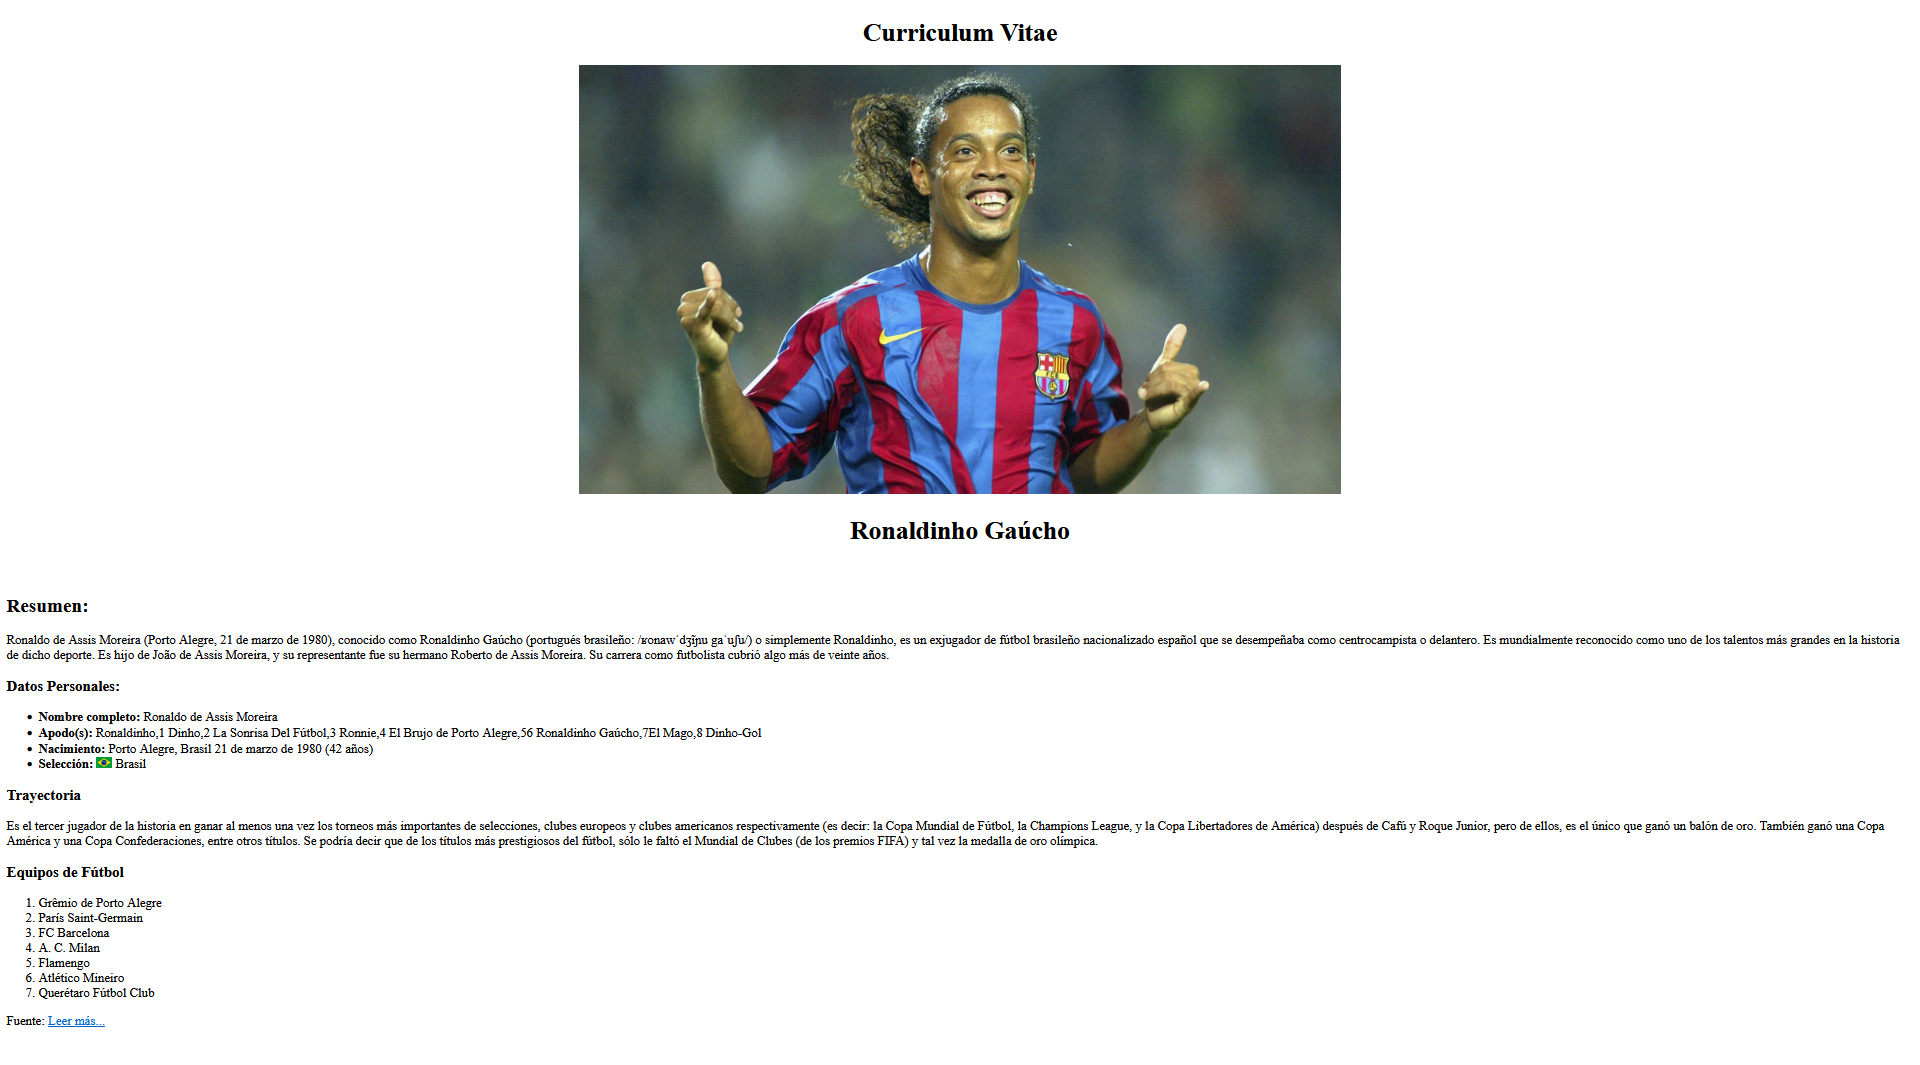 Curriculum Vitae
Ronaldinho Gaúcho
Resumen:
Ronaldo de Assis Moreira (Porto Alegre, 21 de marzo de 1980), conocido como Ronaldinho Gaúcho (portugués brasileño: /ʁonawˈdʒĩɲu ɡaˈuʃu/) o simplemente Ronaldinho, es un exjugador de fútbol brasileño nacionalizado español que se desempeñaba como centrocampista o delantero. Es mundialmente reconocido como uno de los talentos más grandes en la historia
de dicho deporte. Es hijo de João de Assis Moreira, y su representante fue su hermano Roberto de Assis Moreira. Su carrera como futbolista cubrió algo más de veinte años.
Datos Personales:
• Nombre completo: Ronaldo de Assis Moreira
• Apodo(s): Ronaldinho,1 Dinho,2 La Sonrisa Del Fútbol,3 Ronnie,4 El Brujo de Porto Alegre,56 Ronaldinho Gaúcho,7El Mago,8 Dinho-Gol
• Nacimiento: Porto Alegre, Brasil 21 de marzo de 1980 (42 años)
• Selección: Brasil
Trayectoria
Es el tercer jugador de la historia en ganar al menos una vez los torneos más importantes de selecciones, clubes europeos y clubes americanos respectivamente (es decir: la Copa Mundial de Fútbol, la Champions League, y la Copa Libertadores de América) después de Cafú y Roque Junior, pero de ellos, es el único que ganó un balón de oro. También ganó una Copa
América y una Copa Confederaciones, entre otros títulos. Se podría decir que de los títulos más prestigiosos del fútbol, sólo le faltó el Mundial de Clubes (de los premios FIFA) y tal vez la medalla de oro olímpica.
Equipos de Fútbol
1. Grêmio de Porto Alegre
2. París Saint-Germain
3. FC Barcelona
4. A. C. Milan
5. Flamengo
6. Atlético Mineiro
7. Querétaro Fútbol Club
Fuente: Leer más...